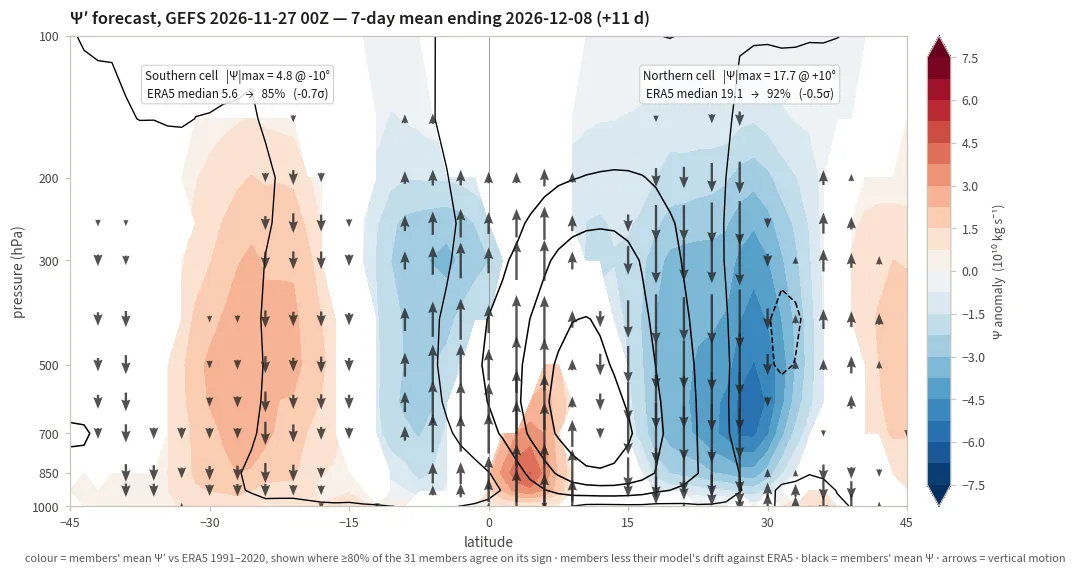 Ψ′ forecast, GEFS 2026-11-27 00Z — 7-day mean ending 2026-12-08 (+11 d)
Southern cell |Ψ|max = 4.8 @ -10°
ERA5 median 5.6 → 85% (-0.7σ)
Northern cell |Ψ|max = 17.7 @ +10°
ERA5 median 19.1 → 92% (-0.5σ)
pressure (hPa)
100
200
300
400
500
700
850
1000
−45
−30
−15
0
15
30
45
latitude
7.5
6.0
4.5
3.0
1.5
0.0
−1.5
−3.0
−4.5
−6.0
−7.5
Ψ anomaly (10¹⁰ kg s⁻¹)
colour = members' mean Ψ′ vs ERA5 1991–2020, shown where ≥80% of the 31 members agree on its sign · members less their model's drift against ERA5 · black = members' mean Ψ · arrows = vertical motion